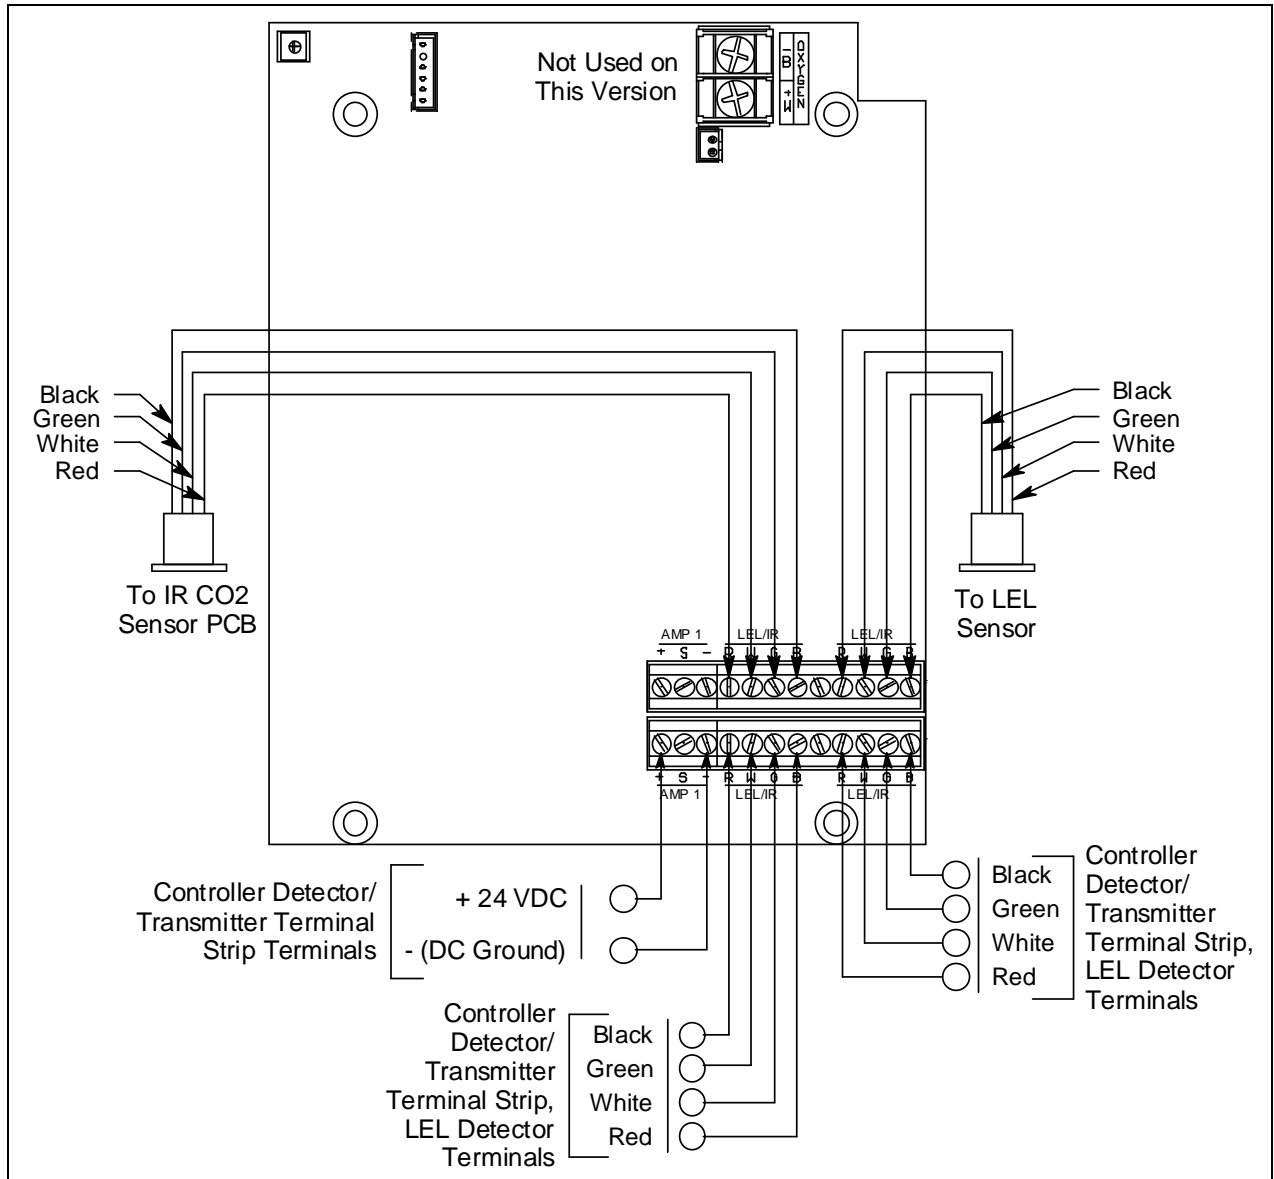 Not Used on
This Version
-B +W
OXYGEN
Black
Green
White
Red
Black
Green
White
Red
To IR CO2
Sensor PCB
To LEL
Sensor
AMP 1 LEL/IR LEL/IR
+ S - R W G B R W G B
+ S - R W G B R W G B
AMP 1 LEL/IR LEL/IR
Controller Detector/
Transmitter Terminal
Strip Terminals
+ 24 VDC
- (DC Ground)
Black
Green
White
Red
Controller
Detector/
Transmitter
Terminal Strip,
LEL Detector
Terminals
Controller
Detector/
Transmitter
Terminal Strip,
LEL Detector
Terminals
Black
Green
White
Red